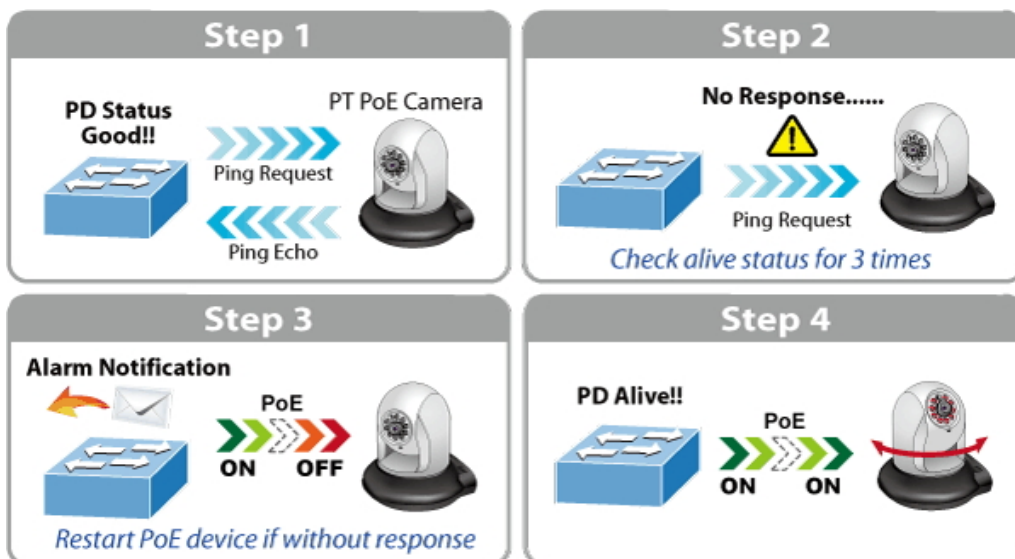 Step 1
PD Status
Good!!
PT PoE Camera
Ping Request
Ping Echo
Step 2
No Response......
Ping Request
Check alive status for 3 times
Step 3
Alarm Notification
PoE
ON OFF
Restart PoE device if without response
Step 4
PD Alive!!
PoE
ON ON